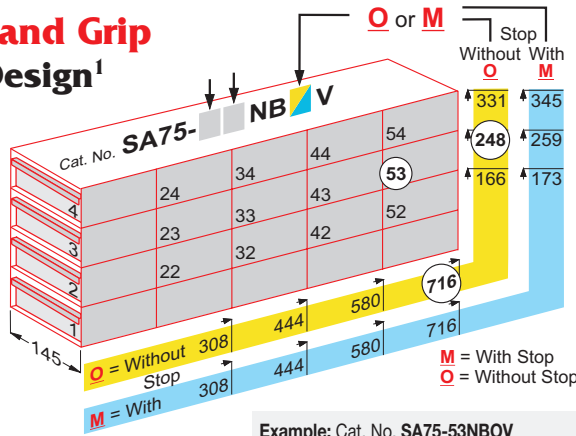 and Grip
Design¹
O or M
Stop
Without With
O M
Cat. No. SA75- NB V
331 345
248 259
166 173
54
44
34
24
4
53
43
33
23
3
52
42
32
22
2
1
145
O = Without Stop 308 444 580 716
M = With 308 444 580 716
M = With Stop
O = Without Stop
Example: Cat. No. SA75-53NBOV